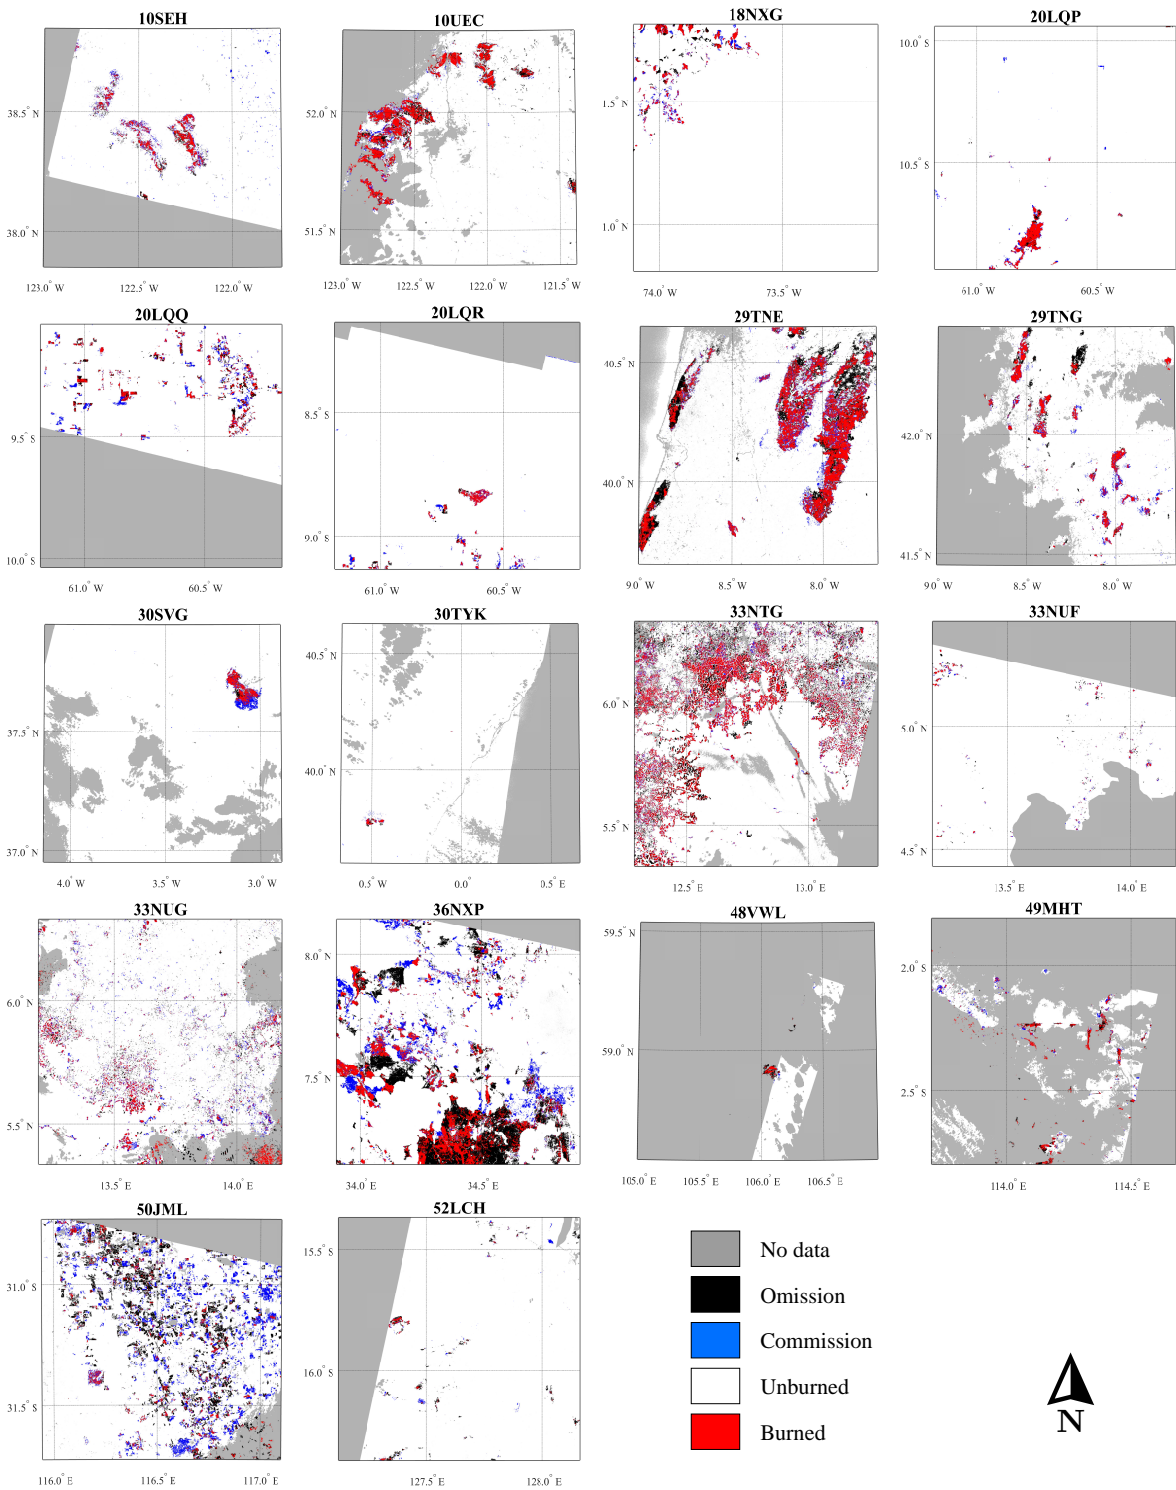 10SEH
10UEC
18NXG
20LQP
38.5° N
38.0° N
123.0° W
122.5° W
122.0° W
52.0° N
51.5° N
123.0° W
122.5° W
122.0° W
121.5° W
1.5° N
1.0° N
74.0° W
73.5° W
10.0° S
10.5° S
61.0° W
60.5° W
20LQQ
20LQR
29TNE
29TNG
9.5° S
10.0° S
61.0° W
60.5° W
8.5° S
9.0° S
61.0° W
60.5° W
40.5° N
40.0° N
9.0° W
8.5° W
8.0° W
42.0° N
41.5° N
9.0° W
8.5° W
8.0° W
30SVG
30TYK
33NTG
33NUF
37.5° N
37.0° N
4.0° W
3.5° W
3.0° W
40.5° N
40.0° N
0.5° W
0.0° E
0.5° E
6.0° N
5.5° N
12.5° E
13.0° E
5.0° N
4.5° N
13.5° E
14.0° E
33NUG
36NXP
48VWL
49MHT
6.0° N
5.5° N
13.5° E
14.0° E
8.0° N
7.5° N
34.0° E
34.5° E
59.5° N
59.0° N
105.0° E
105.5° E
106.0° E
106.5° E
2.0° S
2.5° S
114.0° E
114.5° E
50JML
52LCH
31.0° S
31.5° S
116.0° E
116.5° E
117.0° E
15.5° S
16.0° S
127.5° E
128.0° E
No data
Omission
Commission
Unburned
Burned
N